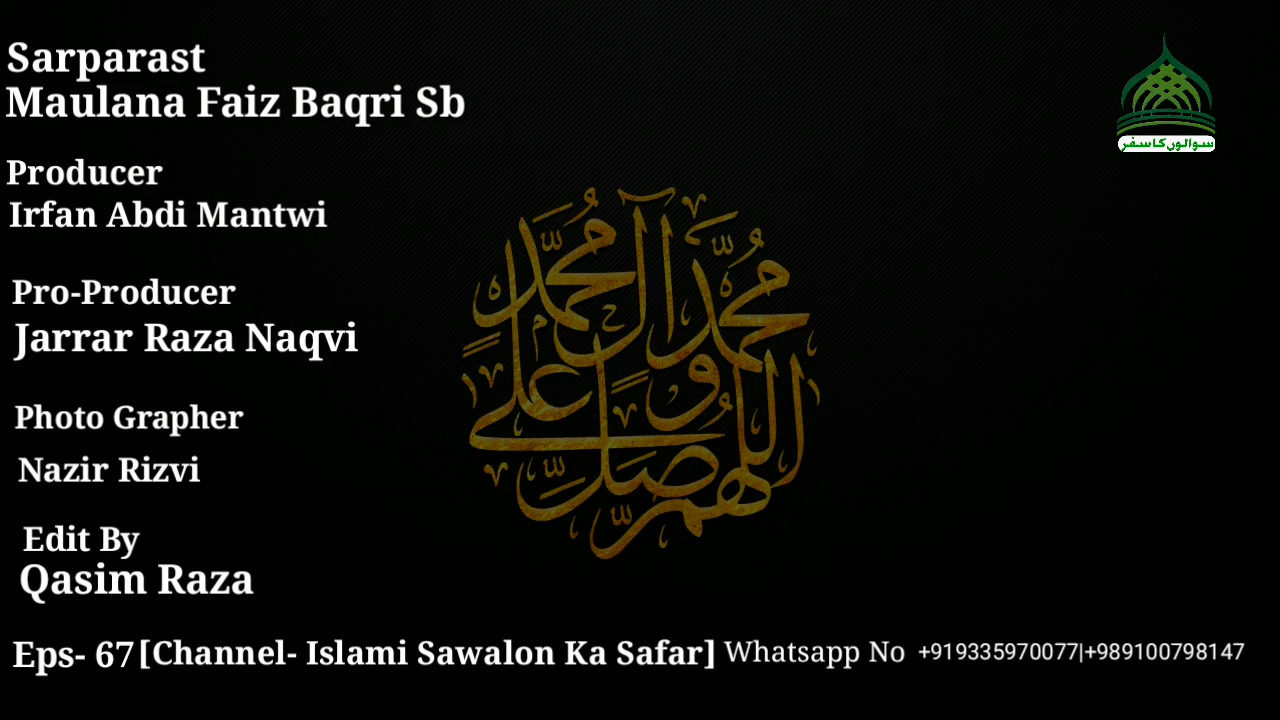 Sarparast
Maulana Faiz Baqri Sb
سوالوں کا سفر
Producer
Irfan Abdi Mantwi
Pro-Producer
Jarrar Raza Naqvi
اللهم صل على محمد وآل محمد
Photo Grapher
Nazir Rizvi
Edit By
Qasim Raza
Eps- 67 [Channel- Islami Sawalon Ka Safar] Whatsapp No +919335970077|+989100798147